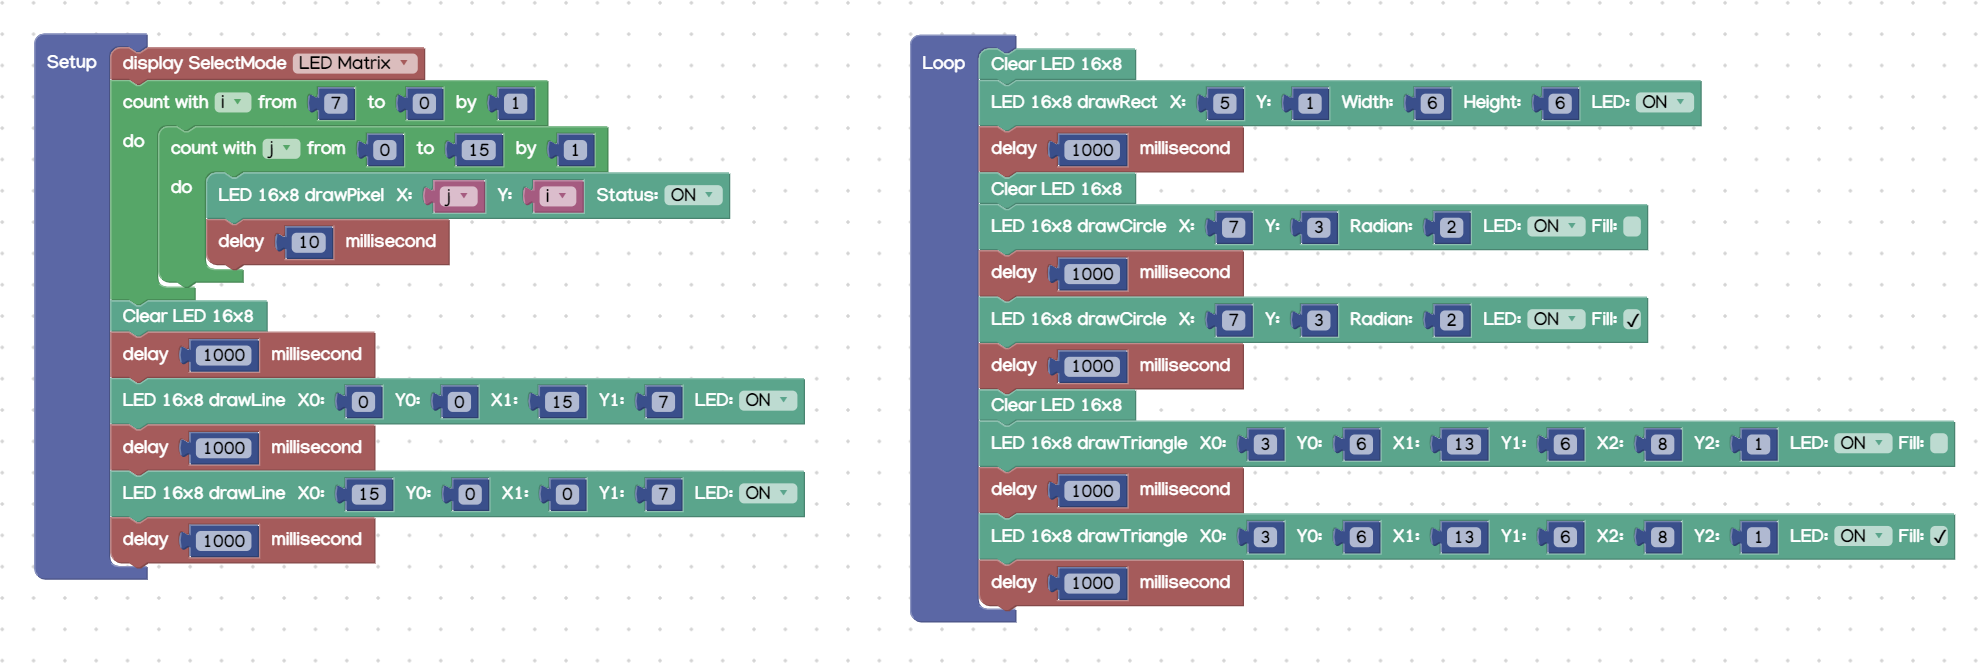 Setup
display SelectMode LED Matrix
count with i from 7 to 0 by 1
do
count with j from 0 to 15 by 1
do
LED 16x8 drawPixel X: j Y: i Status: ON
delay 10 millisecond
Clear LED 16x8
delay 1000 millisecond
LED 16x8 drawLine X0: 0 Y0: 0 X1: 15 Y1: 7 LED: ON
delay 1000 millisecond
LED 16x8 drawLine X0: 15 Y0: 0 X1: 0 Y1: 7 LED: ON
delay 1000 millisecond
Loop
Clear LED 16x8
LED 16x8 drawRect X: 5 Y: 1 Width: 6 Height: 6 LED: ON
delay 1000 millisecond
Clear LED 16x8
LED 16x8 drawCircle X: 7 Y: 3 Radian: 2 LED: ON Fill:
delay 1000 millisecond
LED 16x8 drawCircle X: 7 Y: 3 Radian: 2 LED: ON Fill: ✓
delay 1000 millisecond
Clear LED 16x8
LED 16x8 drawTriangle X0: 3 Y0: 6 X1: 13 Y1: 6 X2: 8 Y2: 1 LED: ON Fill:
delay 1000 millisecond
LED 16x8 drawTriangle X0: 3 Y0: 6 X1: 13 Y1: 6 X2: 8 Y2: 1 LED: ON Fill: ✓
delay 1000 millisecond